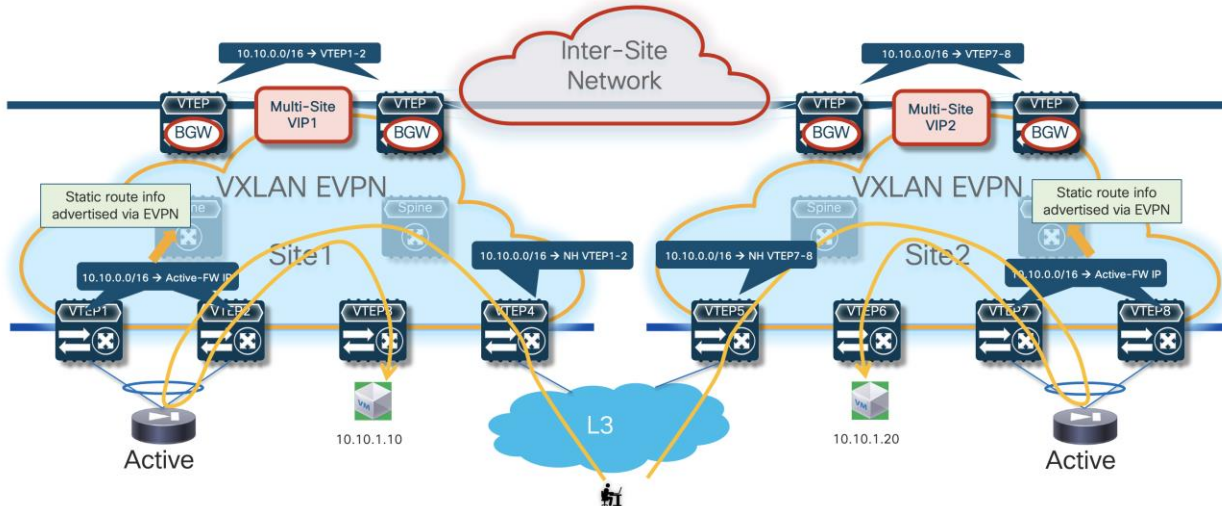 10.10.0.0/16 → VTEP1-2
Inter-Site
Network
10.10.0.0/16 → VTEP7-8
VTEP
BGW
Multi-Site
VIP1
VTEP
BGW
VTEP
BGW
Multi-Site
VIP2
VTEP
BGW
VXLAN EVPN
VXLAN EVPN
Static route info
advertised via EVPN
Spine
Spine
Static route info
advertised via EVPN
Site1
Site2
10.10.0.0/16 → NH VTEP1-2
10.10.0.0/16 → NH VTEP7-8
10.10.0.0/16 → Active-FW IP
10.10.0.0/16 → Active-FW IP
VTEP1
VTEP2
VTEP3
VTEP4
VTEP5
VTEP6
VTEP7
VTEP8
VM
VM
10.10.1.10
L3
10.10.1.20
Active
Active